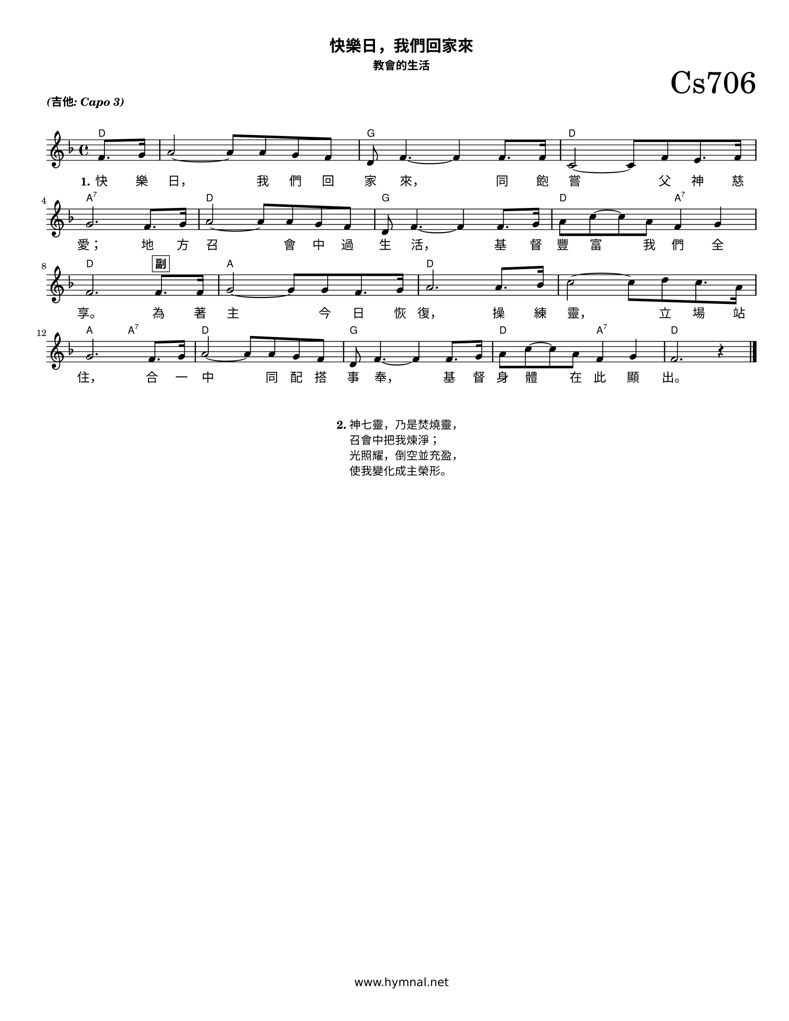 快樂日，我們回家來
教會的生活
Cs706
(吉他: Capo 3)
D G D
1. 快 樂 日， 我 們 回 家 來， 同 飽 嘗 父 神 慈
4 A7 D G D A7
愛； 地 方 召 會 中 過 生 活， 基 督 豐 富 我 們 全
8 D 副 A D
享。 為 著 主 今 日 恢 復， 操 練 靈， 立 場 站
12 A A7 D G D A7 D
住， 合 一 中 同 配 搭 事 奉， 基 督 身 體 在 此 顯 出。
2. 神七靈，乃是焚燒靈，
召會中把我煉淨；
光照耀，倒空並充盈，
使我變化成主榮形。
www.hymnal.net